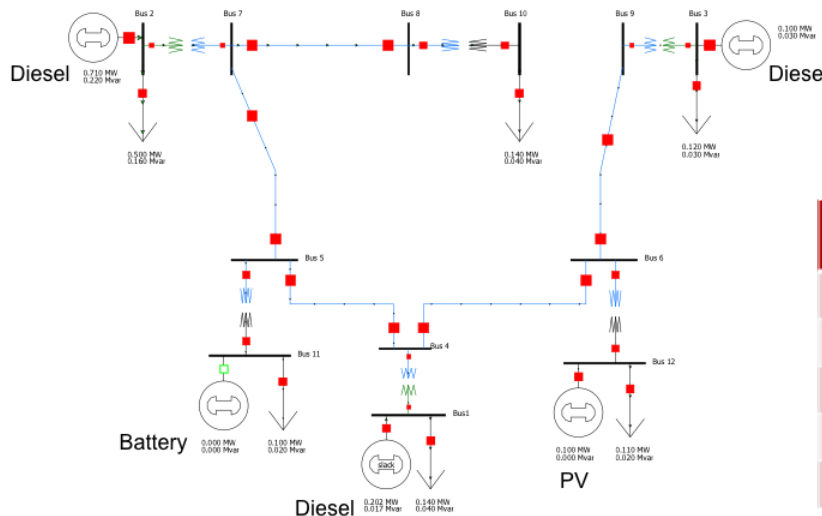 Bus 2
Bus 7
Bus 8
Bus 10
Bus 9
Bus 3
Diesel
0.710 MW
0.220 Mvar
0.100 MW
0.030 Mvar
Diese
0.500 MW
0.160 Mvar
0.140 MW
0.040 Mvar
0.120 MW
0.030 Mvar
Bus 5
Bus 6
Bus 4
Bus 11
Bus 12
Bus1
Battery
0.000 MW
0.000 Mvar
0.100 MW
0.020 Mvar
slack
0.100 MW
0.000 Mvar
0.110 MW
0.020 Mvar
PV
Diesel
0.202 MW
0.017 Mvar
0.140 MW
0.040 Mvar